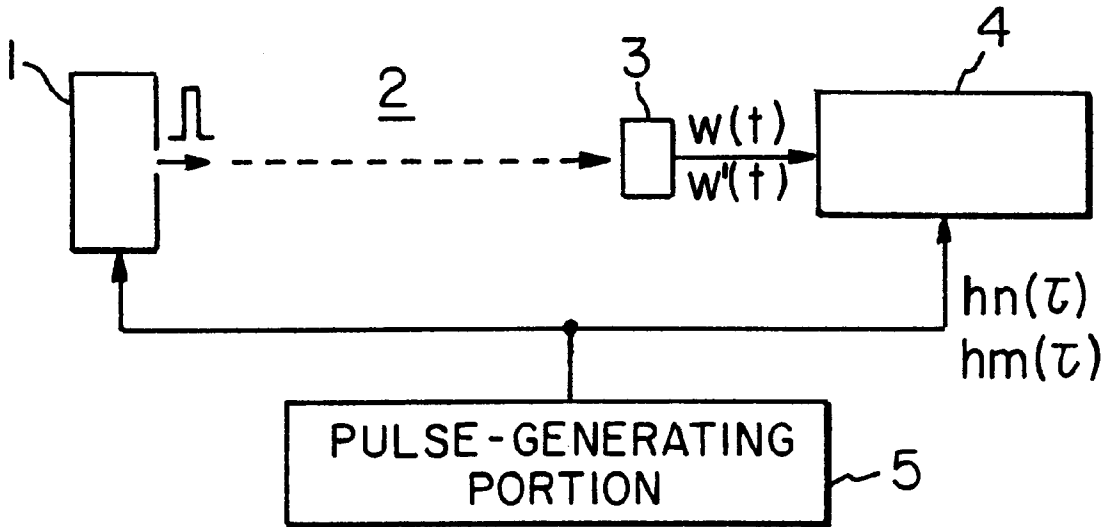 1
2
3
4
w(t)
w'(t)
hn(τ)
hm(τ)
PULSE-GENERATING
PORTION
5